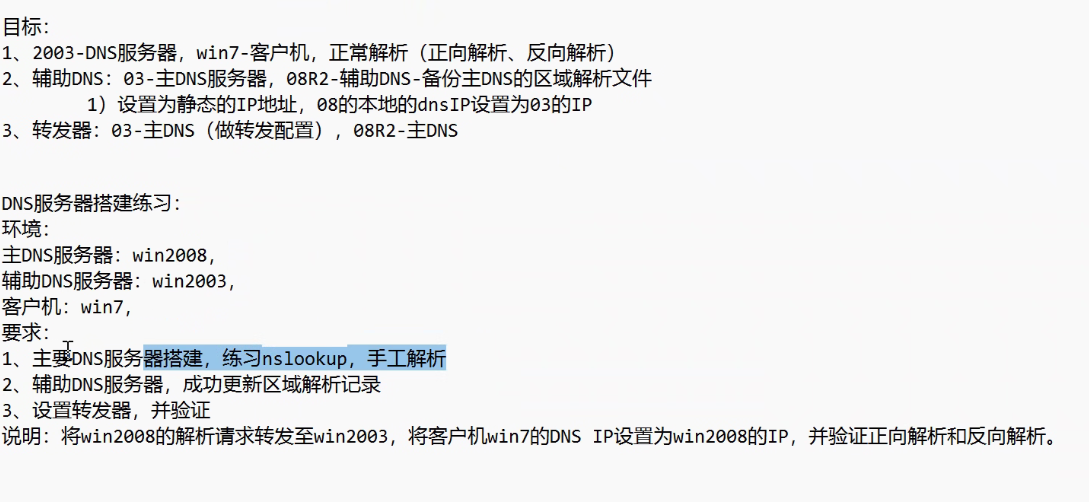 目标：
1、2003-DNS服务器，win7-客户机，正常解析（正向解析、反向解析）
2、辅助DNS：03-主DNS服务器，08R2-辅助DNS-备份主DNS的区域解析文件
1）设置为静态的IP地址，08的本地的dnsIP设置为03的IP
3、转发器：03-主DNS（做转发配置），08R2-主DNS
DNS服务器搭建练习：
环境：
主DNS服务器：win2008，
辅助DNS服务器：win2003，
客户机：win7，
要求：
1、主要DNS服务器搭建，练习nslookup，手工解析
2、辅助DNS服务器，成功更新区域解析记录
3、设置转发器，并验证
说明：将win2008的解析请求转发至win2003，将客户机win7的DNS IP设置为win2008的IP，并验证正向解析和反向解析。